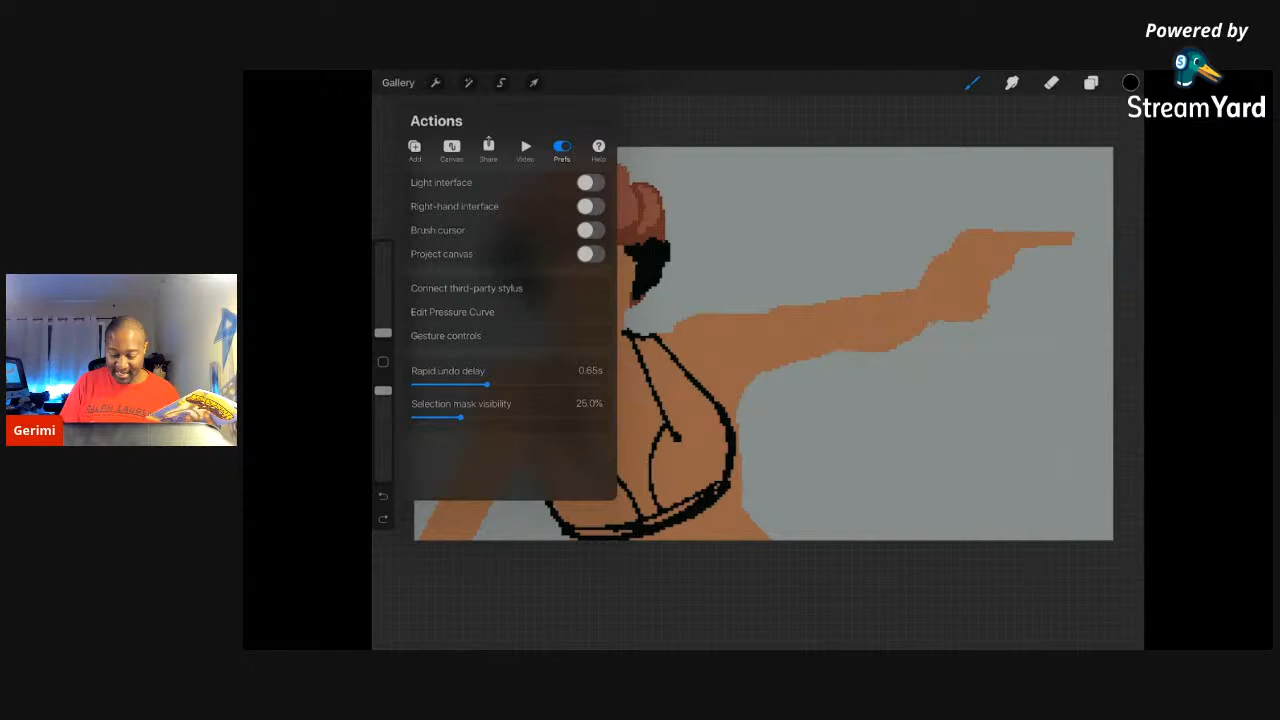 Powered by
StreamYard
Gallery
Actions
Add Canvas Share Video Prefs Help
Light interface
Right-hand interface
Brush cursor
Project canvas
Connect third-party stylus
Edit Pressure Curve
Gesture controls
Rapid undo delay 0.65s
Selection mask visibility 25.0%
RALPH LAUREN
Gerimi